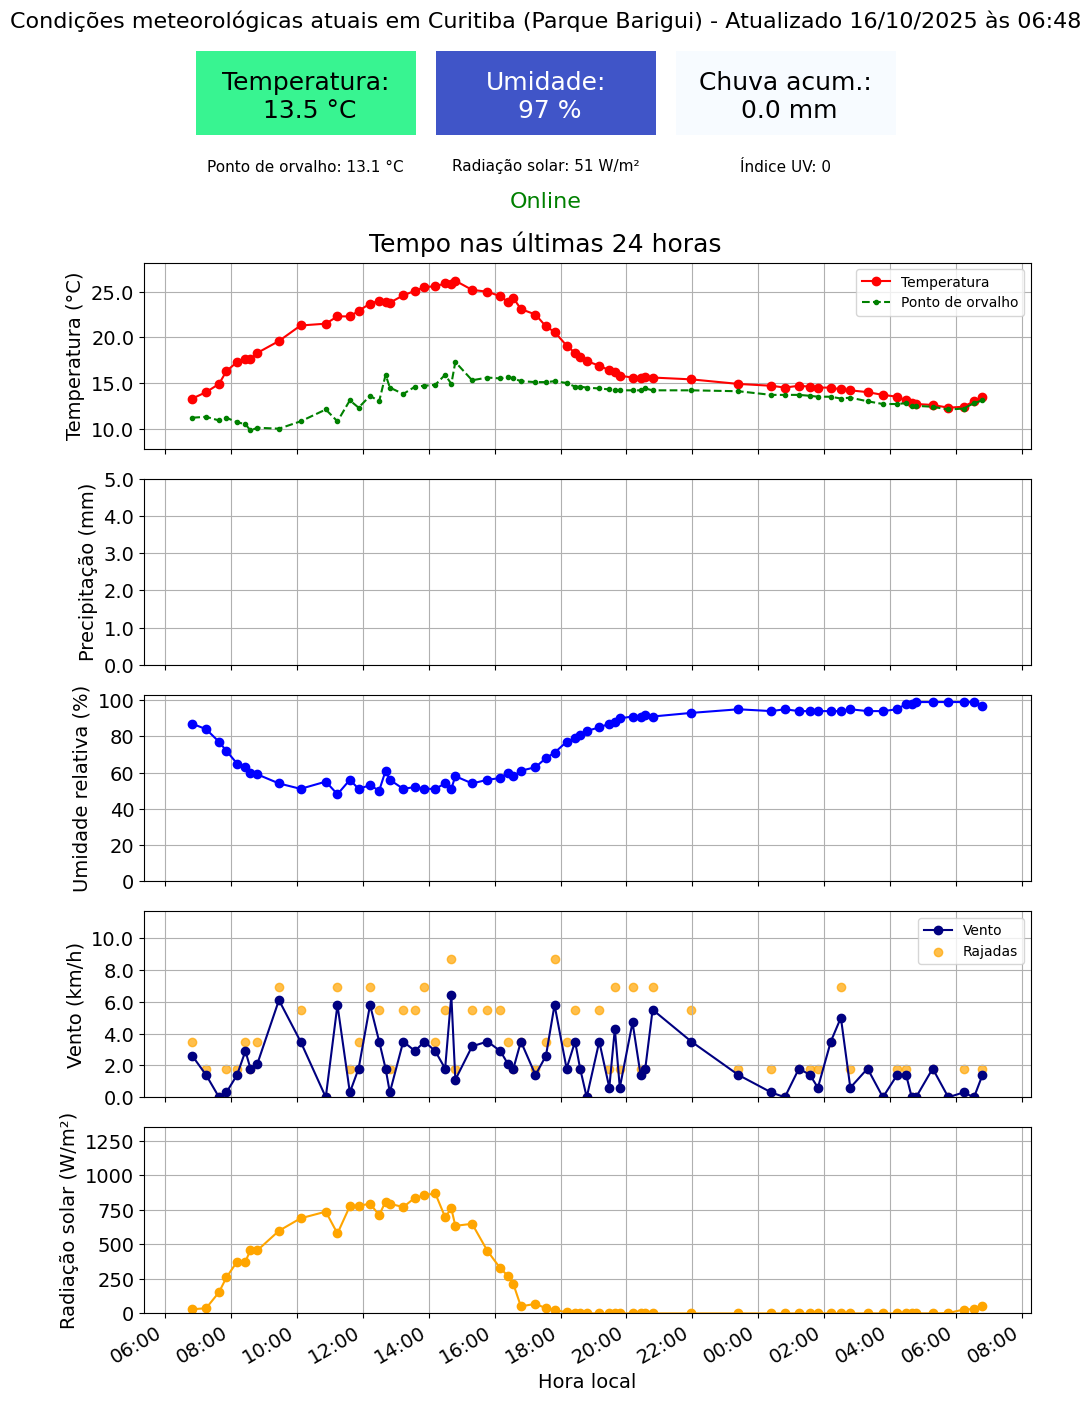 Condições meteorológicas atuais em Curitiba (Parque Barigui) - Atualizado 16/10/2025 às 06:48
Temperatura:
13.5 °C
Umidade:
97 %
Chuva acum.:
0.0 mm
Ponto de orvalho: 13.1 °C
Radiação solar: 51 W/m²
Índice UV: 0
Online
Tempo nas últimas 24 horas
Temperatura (°C)
25.0
20.0
15.0
10.0
Temperatura
Ponto de orvalho
Precipitação (mm)
5.0
4.0
3.0
2.0
1.0
0.0
Umidade relativa (%)
100
80
60
40
20
0
Vento (km/h)
10.0
8.0
6.0
4.0
2.0
0.0
Vento
Rajadas
Radiação solar (W/m²)
1250
1000
750
500
250
0
06:00
08:00
10:00
12:00
14:00
16:00
18:00
20:00
22:00
00:00
02:00
04:00
06:00
08:00
Hora local